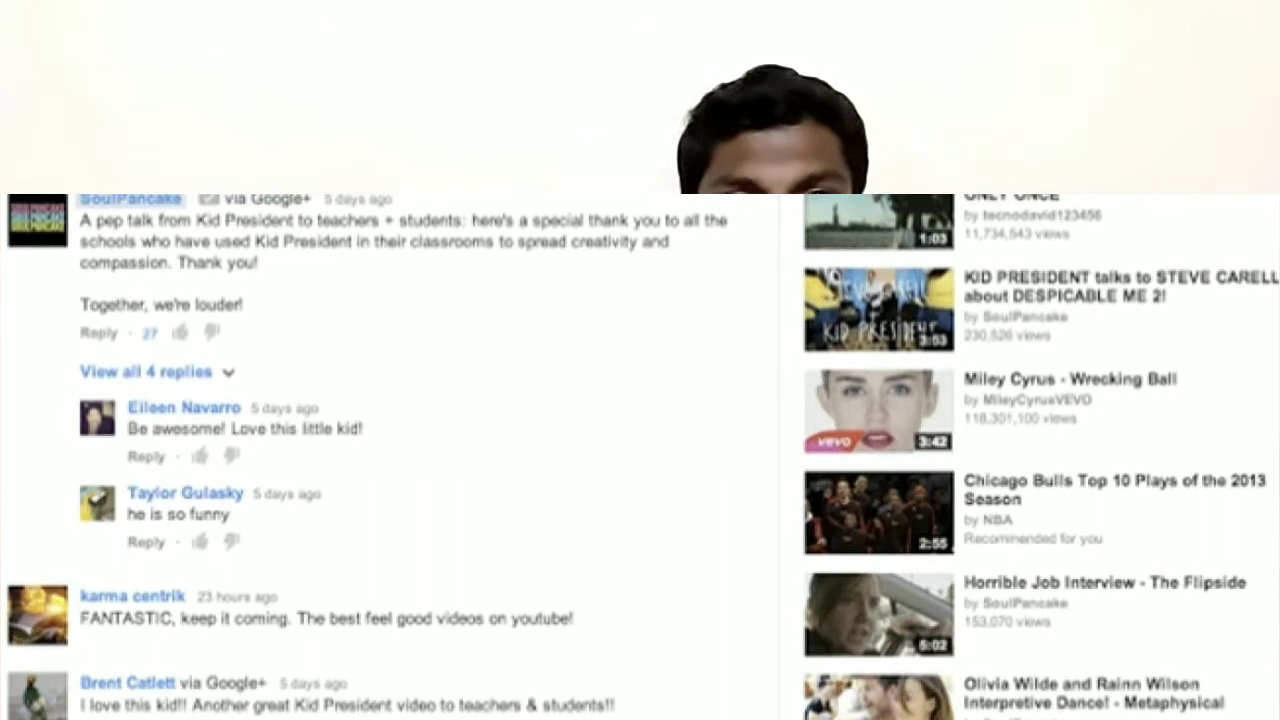 SoulPancake via Google+ 5 days ago
A pep talk from Kid President to teachers + students: here's a special thank you to all the
schools who have used Kid President in their classrooms to spread creativity and
compassion. Thank you!
Together, we're louder!
Reply · 27
View all 4 replies
Eileen Navarro 5 days ago
Be awesome! Love this little kid!
Reply ·
Taylor Gulasky 5 days ago
he is so funny
Reply ·
karma centrik 23 hours ago
FANTASTIC, keep it coming. The best feel good videos on youtube!
Brent Catlett via Google+ 5 days ago
I love this kid!! Another great Kid President video to teachers & students!!
ONLY ONCE
by tecnodavid123456
11,734,543 views
1:03
KID PRESIDENT talks to STEVE CARELL
about DESPICABLE ME 2!
by SoulPancake
230,526 views
KID PRESIDENT
3:53
Miley Cyrus - Wrecking Ball
by MileyCyrusVEVO
118,301,100 views
vevo
3:42
Chicago Bulls Top 10 Plays of the 2013
Season
by NBA
Recommended for you
2:55
Horrible Job Interview - The Flipside
by SoulPancake
153,070 views
5:02
Olivia Wilde and Rainn Wilson
Interpretive Dance! - Metaphysical